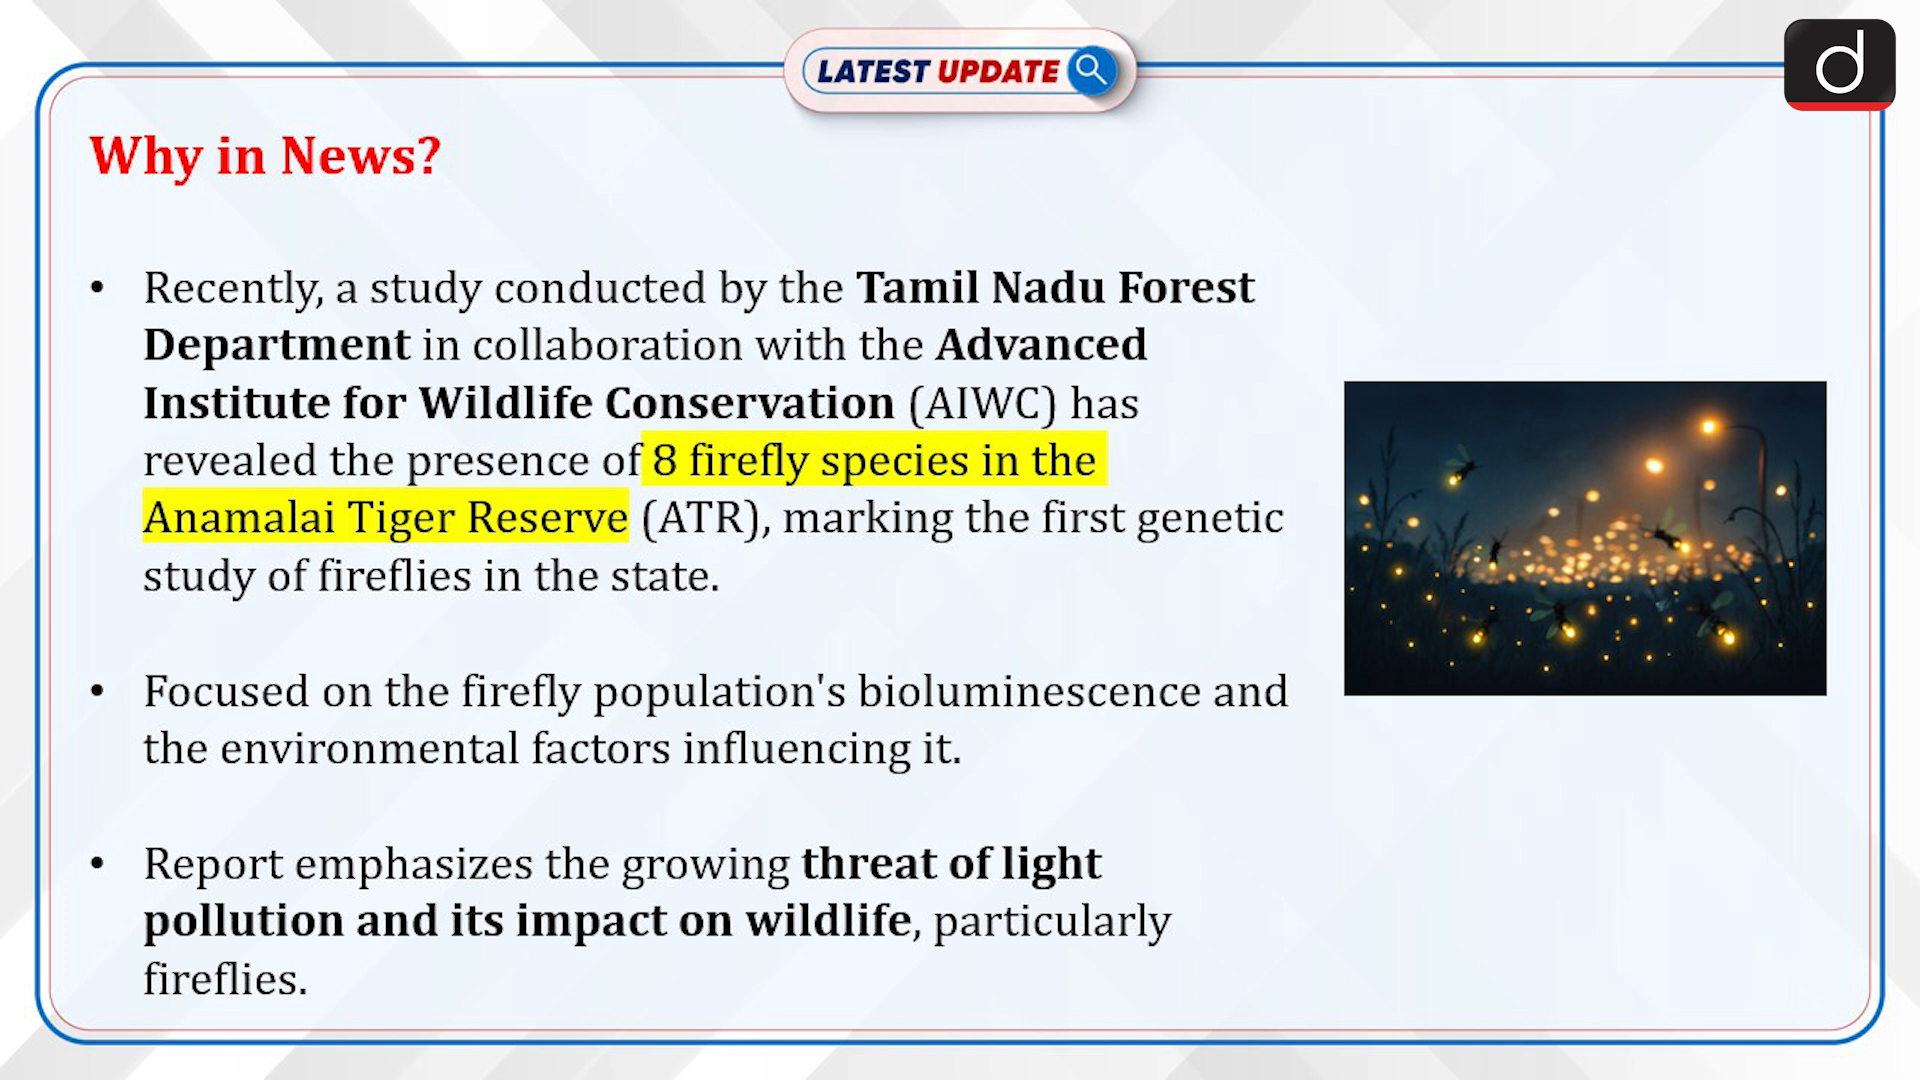 LATEST UPDATE
d
Why in News?
• Recently, a study conducted by the Tamil Nadu Forest
Department in collaboration with the Advanced
Institute for Wildlife Conservation (AIWC) has
revealed the presence of 8 firefly species in the
Anamalai Tiger Reserve (ATR), marking the first genetic
study of fireflies in the state.
• Focused on the firefly population's bioluminescence and
the environmental factors influencing it.
• Report emphasizes the growing threat of light
pollution and its impact on wildlife, particularly
fireflies.